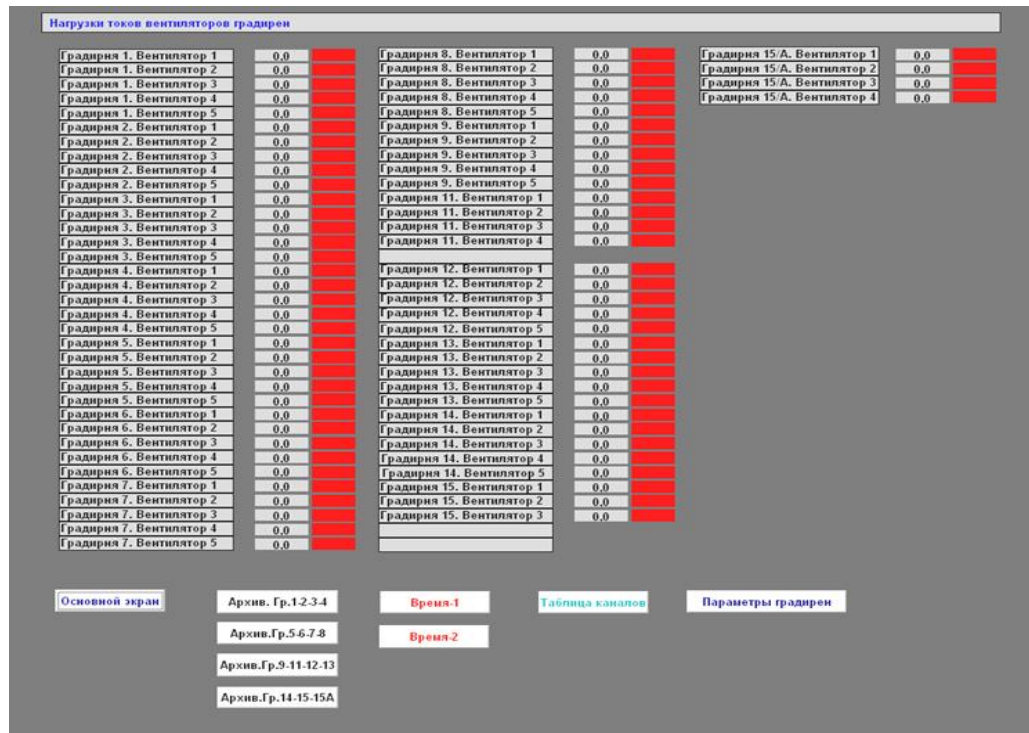 Нагрузки токов вентиляторов градирен
Градирня 1. Вентилятор 1 0,0
Градирня 1. Вентилятор 2 0,0
Градирня 1. Вентилятор 3 0,0
Градирня 1. Вентилятор 4 0,0
Градирня 1. Вентилятор 5 0,0
Градирня 2. Вентилятор 1 0,0
Градирня 2. Вентилятор 2 0,0
Градирня 2. Вентилятор 3 0,0
Градирня 2. Вентилятор 4 0,0
Градирня 2. Вентилятор 5 0,0
Градирня 3. Вентилятор 1 0,0
Градирня 3. Вентилятор 2 0,0
Градирня 3. Вентилятор 3 0,0
Градирня 3. Вентилятор 4 0,0
Градирня 3. Вентилятор 5 0,0
Градирня 4. Вентилятор 1 0,0
Градирня 4. Вентилятор 2 0,0
Градирня 4. Вентилятор 3 0,0
Градирня 4. Вентилятор 4 0,0
Градирня 4. Вентилятор 5 0,0
Градирня 5. Вентилятор 1 0,0
Градирня 5. Вентилятор 2 0,0
Градирня 5. Вентилятор 3 0,0
Градирня 5. Вентилятор 4 0,0
Градирня 5. Вентилятор 5 0,0
Градирня 6. Вентилятор 1 0,0
Градирня 6. Вентилятор 2 0,0
Градирня 6. Вентилятор 3 0,0
Градирня 6. Вентилятор 4 0,0
Градирня 6. Вентилятор 5 0,0
Градирня 7. Вентилятор 1 0,0
Градирня 7. Вентилятор 2 0,0
Градирня 7. Вентилятор 3 0,0
Градирня 7. Вентилятор 4 0,0
Градирня 7. Вентилятор 5 0,0
Градирня 8. Вентилятор 1 0,0
Градирня 8. Вентилятор 2 0,0
Градирня 8. Вентилятор 3 0,0
Градирня 8. Вентилятор 4 0,0
Градирня 8. Вентилятор 5 0,0
Градирня 9. Вентилятор 1 0,0
Градирня 9. Вентилятор 2 0,0
Градирня 9. Вентилятор 3 0,0
Градирня 9. Вентилятор 4 0,0
Градирня 9. Вентилятор 5 0,0
Градирня 11. Вентилятор 1 0,0
Градирня 11. Вентилятор 2 0,0
Градирня 11. Вентилятор 3 0,0
Градирня 11. Вентилятор 4 0,0
Градирня 12. Вентилятор 1 0,0
Градирня 12. Вентилятор 2 0,0
Градирня 12. Вентилятор 3 0,0
Градирня 12. Вентилятор 4 0,0
Градирня 12. Вентилятор 5 0,0
Градирня 13. Вентилятор 1 0,0
Градирня 13. Вентилятор 2 0,0
Градирня 13. Вентилятор 3 0,0
Градирня 13. Вентилятор 4 0,0
Градирня 13. Вентилятор 5 0,0
Градирня 14. Вентилятор 1 0,0
Градирня 14. Вентилятор 2 0,0
Градирня 14. Вентилятор 3 0,0
Градирня 14. Вентилятор 4 0,0
Градирня 14. Вентилятор 5 0,0
Градирня 15. Вентилятор 1 0,0
Градирня 15. Вентилятор 2 0,0
Градирня 15. Вентилятор 3 0,0
Градирня 15/А. Вентилятор 1 0,0
Градирня 15/А. Вентилятор 2 0,0
Градирня 15/А. Вентилятор 3 0,0
Градирня 15/А. Вентилятор 4 0,0
Основной экран
Архив. Гр.1-2-3-4
Архив.Гр.5-6-7-8
Архив.Гр.9-11-12-13
Архив.Гр.14-15-15А
Время-1
Время-2
Таблица каналов
Параметры градирен